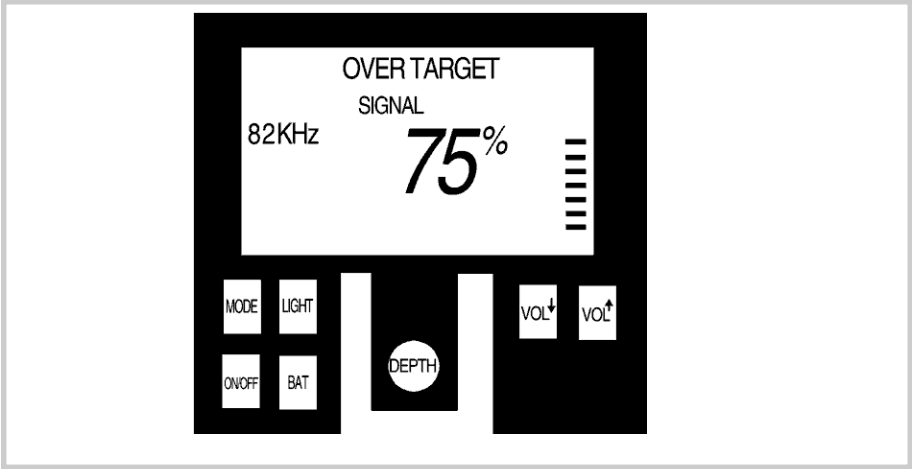 OVER TARGET
SIGNAL
82KHz
75%
MODE
LIGHT
VOL↓
VOL↑
ON/OFF
BAT
DEPTH